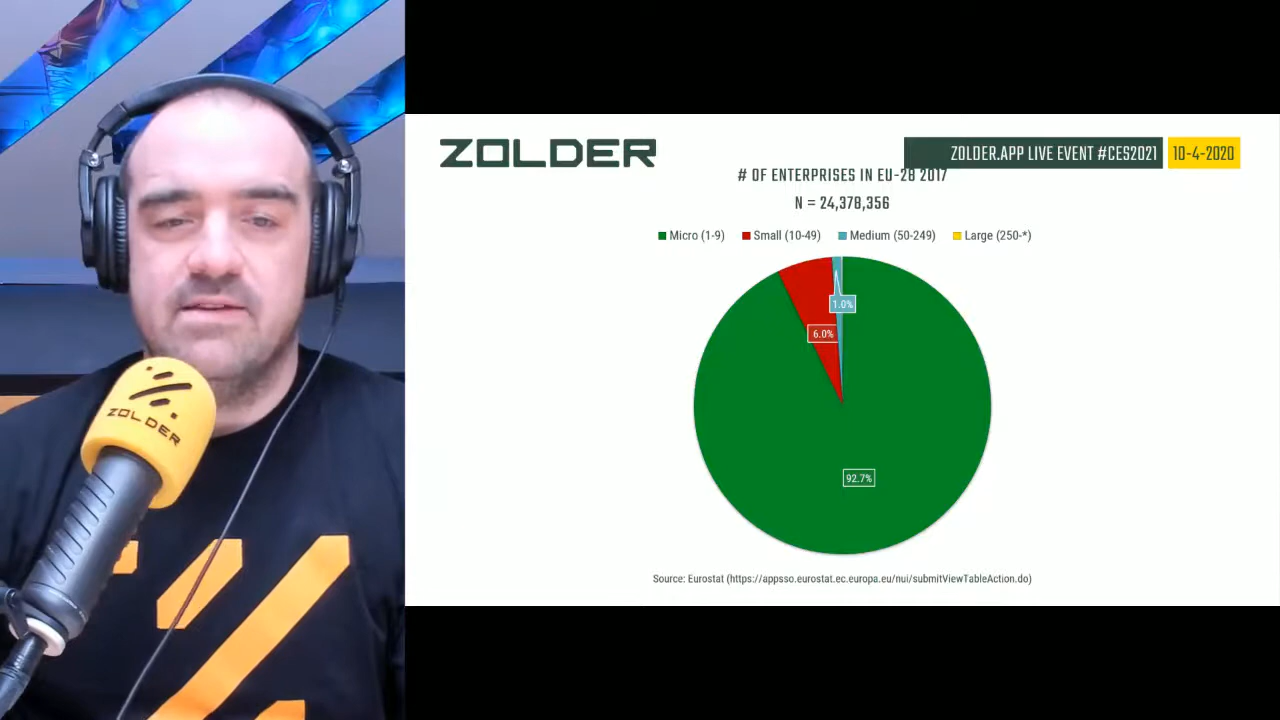 ZOLDER
ZOLDER
ZOLDER.APP LIVE EVENT #CES2021
10-4-2020
# OF ENTERPRISES IN EU-28 2017
N = 24,378,356
Micro (1-9) Small (10-49) Medium (50-249) Large (250-*)
1.0%
6.0%
92.7%
Source: Eurostat (https://appsso.eurostat.ec.europa.eu/nui/submitViewTableAction.do)